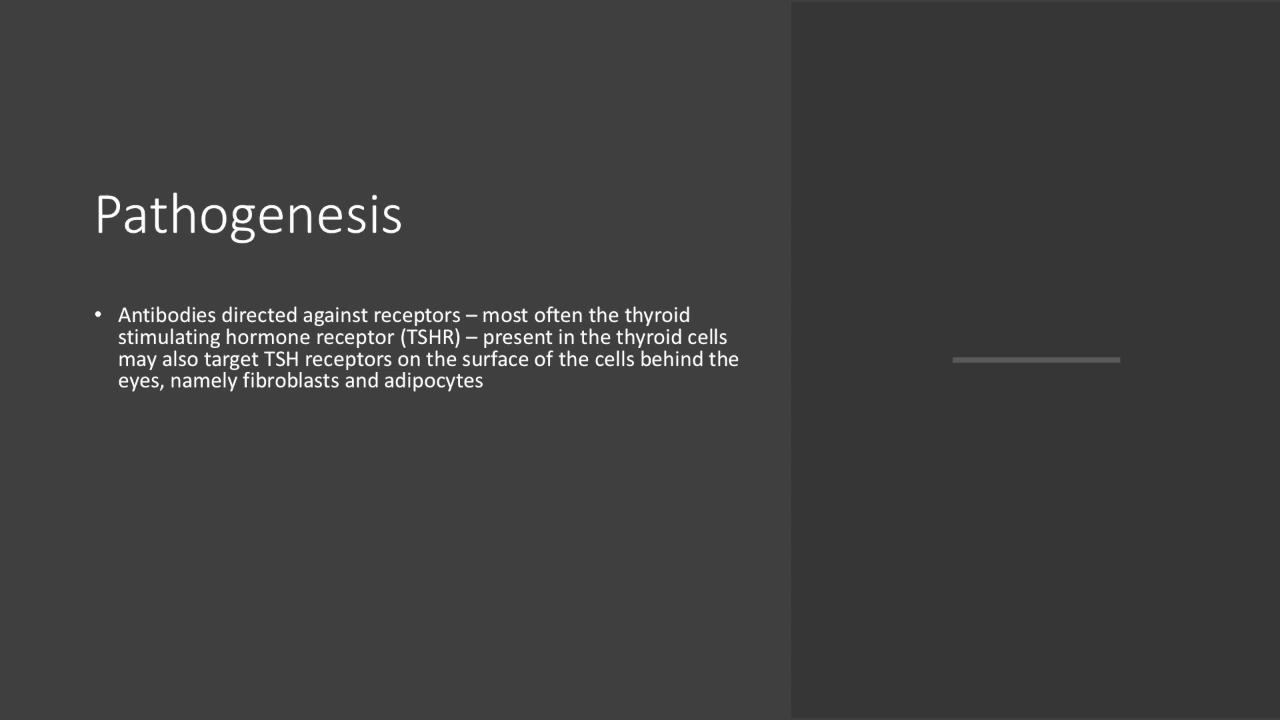 Pathogenesis
• Antibodies directed against receptors – most often the thyroid
stimulating hormone receptor (TSHR) – present in the thyroid cells
may also target TSH receptors on the surface of the cells behind the
eyes, namely fibroblasts and adipocytes